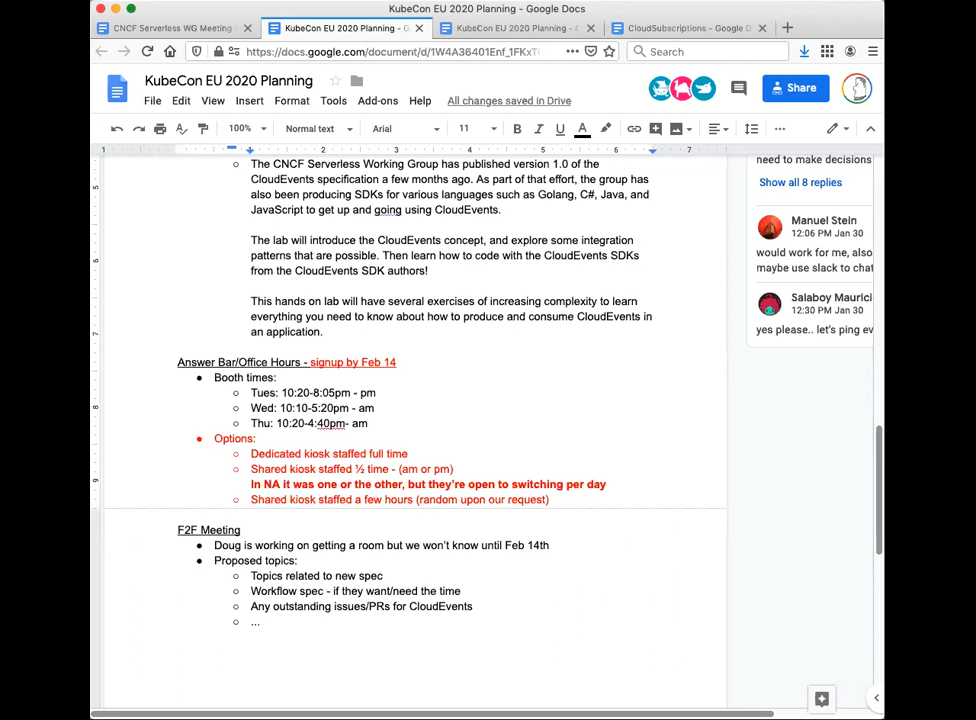 KubeCon EU 2020 Planning - Google Docs
CNCF Serverless WG Meeting
KubeCon EU 2020 Planning - G
KubeCon EU 2020 Planning -
CloudSubscriptions - Google D
https://docs.google.com/document/d/1W4A36401Enf_1FKxT
Search
KubeCon EU 2020 Planning
File Edit View Insert Format Tools Add-ons Help All changes saved in Drive
Share
100% Normal text Arial 11 B I U A
1 1 2 3 4 5 6 7
The CNCF Serverless Working Group has published version 1.0 of the
CloudEvents specification a few months ago. As part of that effort, the group has
also been producing SDKs for various languages such as Golang, C#, Java, and
JavaScript to get up and going using CloudEvents.
The lab will introduce the CloudEvents concept, and explore some integration
patterns that are possible. Then learn how to code with the CloudEvents SDKs
from the CloudEvents SDK authors!
This hands on lab will have several exercises of increasing complexity to learn
everything you need to know about how to produce and consume CloudEvents in
an application.
Answer Bar/Office Hours - signup by Feb 14
● Booth times:
○ Tues: 10:20-8:05pm - pm
○ Wed: 10:10-5:20pm - am
○ Thu: 10:20-4:40pm- am
● Options:
○ Dedicated kiosk staffed full time
○ Shared kiosk staffed ½ time - (am or pm)
In NA it was one or the other, but they're open to switching per day
○ Shared kiosk staffed a few hours (random upon our request)
F2F Meeting
● Doug is working on getting a room but we won't know until Feb 14th
● Proposed topics:
○ Topics related to new spec
○ Workflow spec - if they want/need the time
○ Any outstanding issues/PRs for CloudEvents
○ ...
need to make decisions
Show all 8 replies
Manuel Stein
12:06 PM Jan 30
would work for me, also
maybe use slack to chat
Salaboy Maurici
12:30 PM Jan 30
yes please.. let's ping ev
5
6
7
8
9